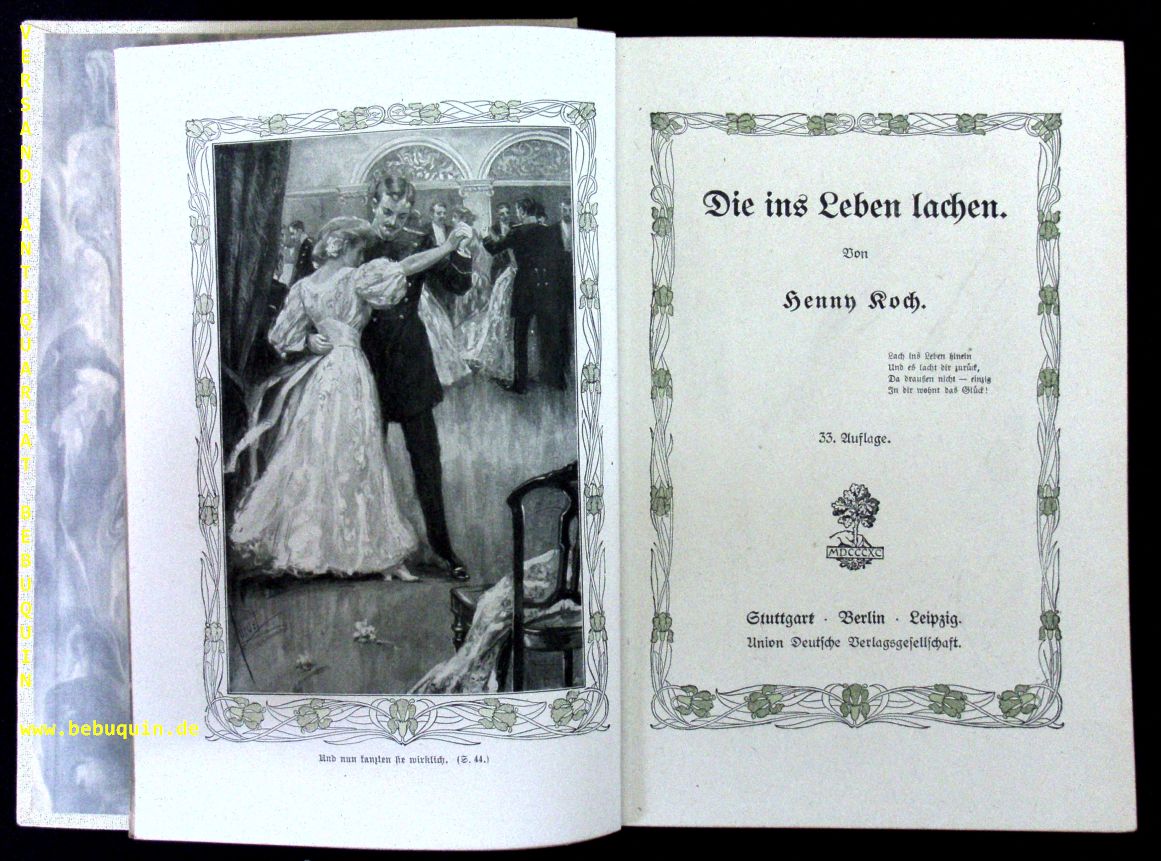 VERSAND ANTIQUARIAT BEBUQUIN
www.bebuquin.de
Und nun tanzten sie wirklich. (S. 44.)
Die ins Leben lachen.
Von
Henny Koch.
Lach ins Leben hinein
Und es lacht dir zurück,
Da draußen nicht — einzig
In dir wohnt das Glück!
33. Auflage.
MDCCCXC
Stuttgart · Berlin · Leipzig.
Union Deutsche Verlagsgesellschaft.